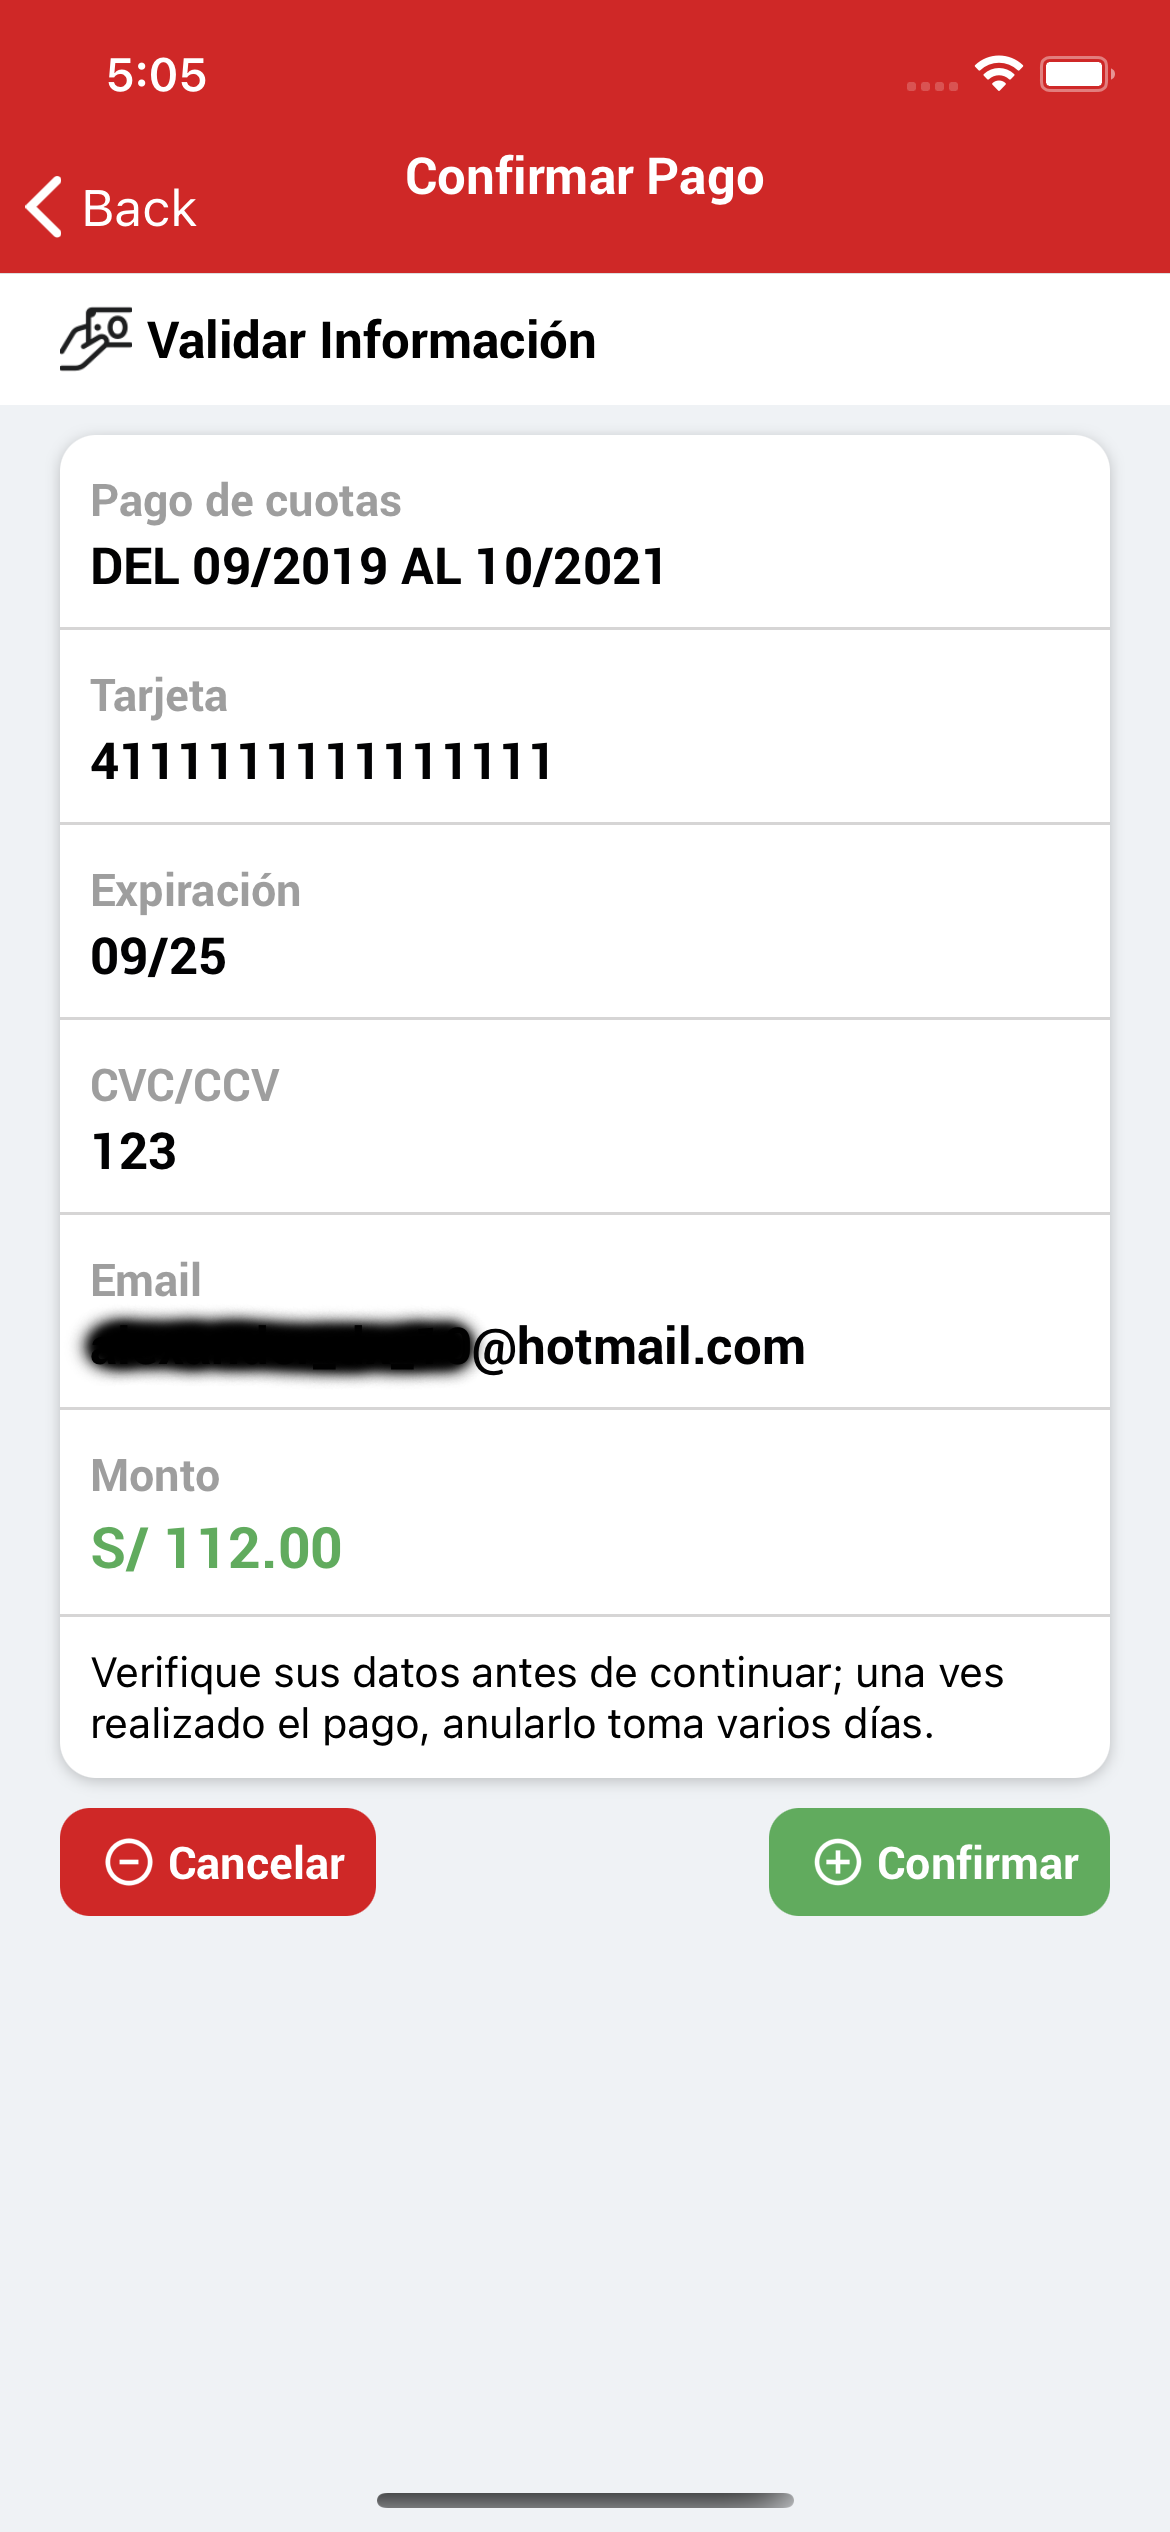 5:05
Back
Confirmar Pago
Validar Información
Pago de cuotas
DEL 09/2019 AL 10/2021
Tarjeta
4111111111111111
Expiración
09/25
CVC/CCV
123
Email
@hotmail.com
Monto
S/ 112.00
Verifique sus datos antes de continuar; una ves
realizado el pago, anularlo toma varios días.
Cancelar
Confirmar